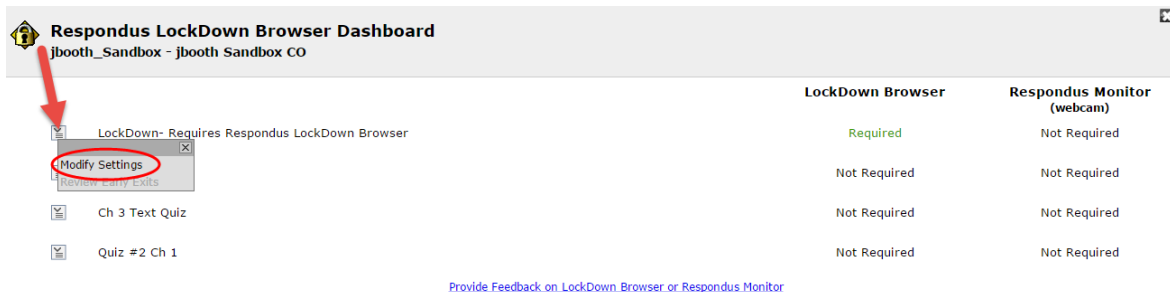 Respondus LockDown Browser Dashboard
jbooth_Sandbox - jbooth Sandbox CO
LockDown Browser Respondus Monitor
(webcam)
LockDown- Requires Respondus LockDown Browser Required Not Required
Modify Settings
Review Early Exits
Not Required Not Required
Ch 3 Text Quiz Not Required Not Required
Quiz #2 Ch 1 Not Required Not Required
Provide Feedback on LockDown Browser or Respondus Monitor